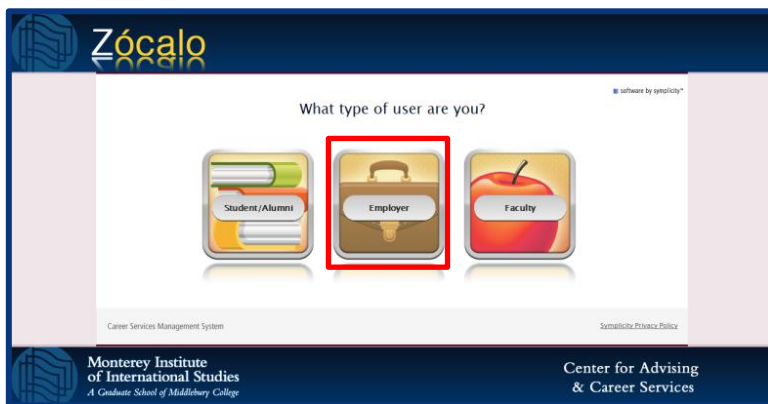 Zócalo
software by symplicity™
What type of user are you?
Student/Alumni
Employer
Faculty
Career Services Management System
Symplicity Privacy Policy
Monterey Institute
of International Studies
A Graduate School of Middlebury College
Center for Advising
& Career Services